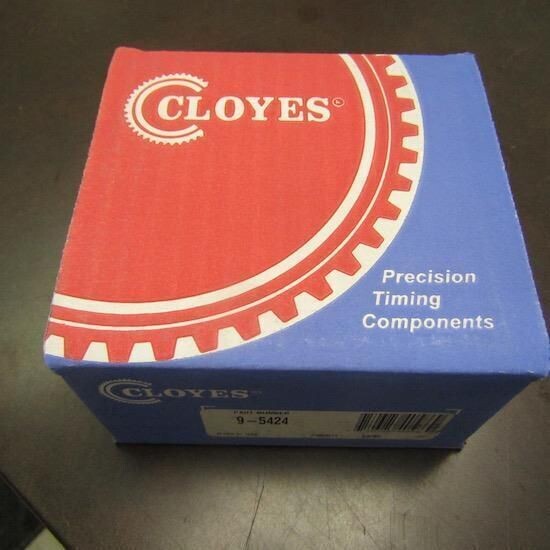 CLOYES®
Precision
Timing
Components
CLOYES
PART NUMBER
9-5424